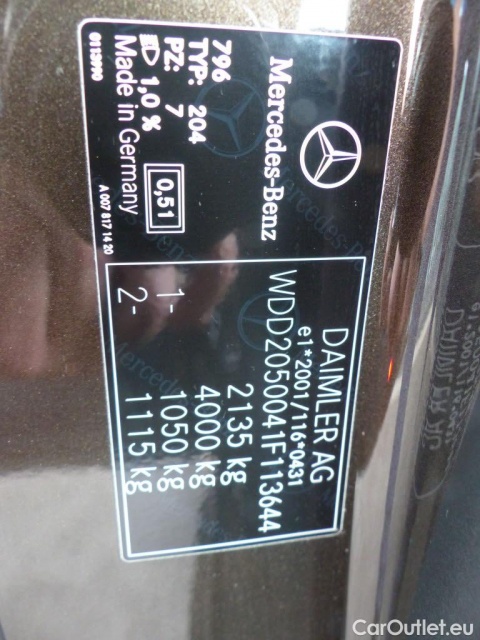 Mercedes-Benz
796
TYP: 204
PZ: 7
1,0 %
Made in Germany
0,51
0113990
A 007 817 14 20
DAIMLER AG
e1*2001/116*0431
WDD2050041F113644
2135 kg
4000 kg
1- 1050 kg
2- 1115 kg
CarOutlet.eu